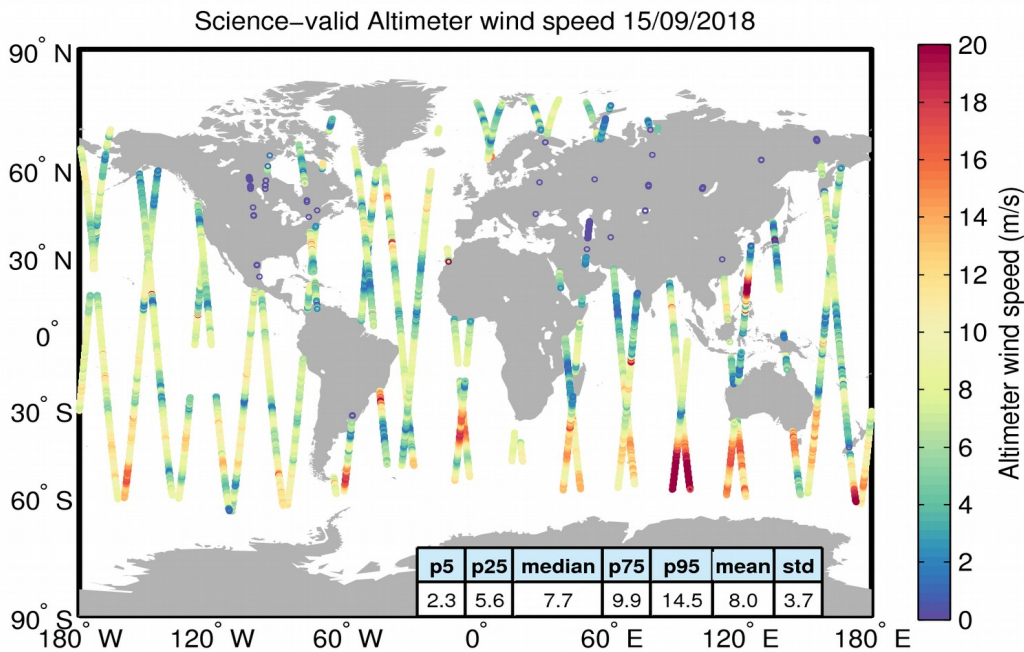 Science−valid Altimeter wind speed 15/09/2018
90° N
60° N
30° N
0°
30° S
60° S
90° S
180° W
120° W
60° W
0°
60° E
120° E
180° E
p5 p25 median p75 p95 mean std
2.3 5.6 7.7 9.9 14.5 8.0 3.7
20
18
16
14
12
10
8
6
4
2
0
Altimeter wind speed (m/s)